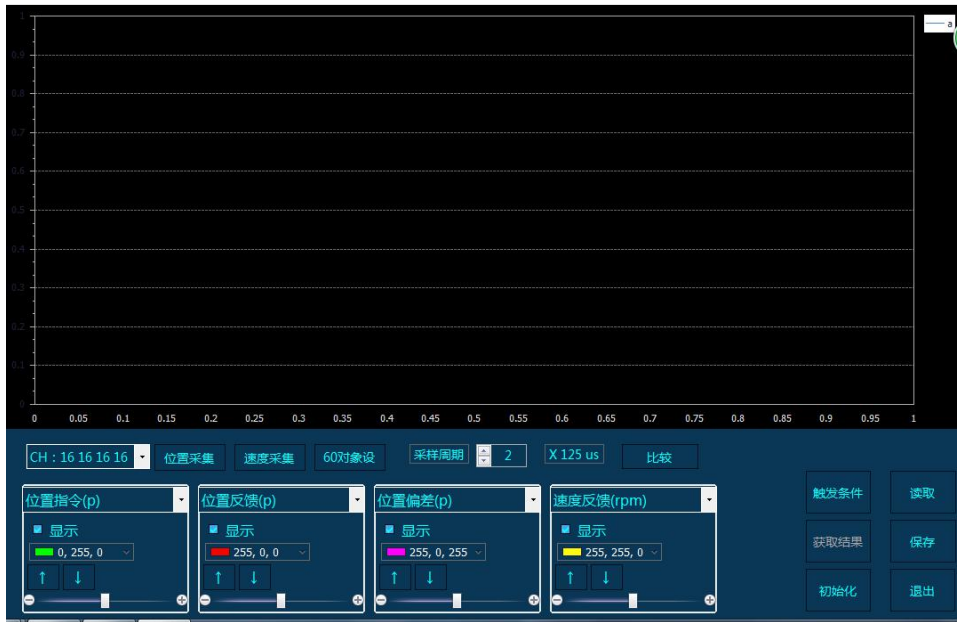 1
a
0.9
0.8
0.7
0.6
0.5
0.4
0.3
0.2
0.1
0
0 0.05 0.1 0.15 0.2 0.25 0.3 0.35 0.4 0.45 0.5 0.55 0.6 0.65 0.7 0.75 0.8 0.85 0.9 0.95 1
CH：16 16 16 16 位置采集 速度采集 60对象设 采样周期 2 X 125 us 比较
位置指令(p) 位置反馈(p) 位置偏差(p) 速度反馈(rpm) 触发条件 读取
显示 显示 显示 显示
0, 255, 0 255, 0, 0 255, 0, 255 255, 255, 0 获取结果 保存
↑ ↓ ↑ ↓ ↑ ↓ ↑ ↓
初始化 退出